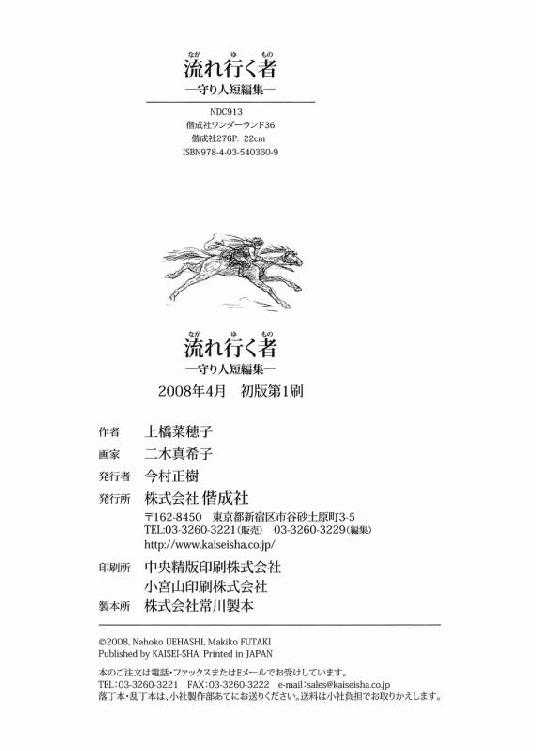 なが ゆ もの
流れ行く者
―守り人短編集―
NDC913
偕成社ワンダーランド36
偕成社276P. 22cm
ISBN978-4-03-540360-9
なが ゆ もの
流れ行く者
―守り人短編集―
2008年4月 初版第1刷
作者 上橋菜穂子
画家 二木真希子
発行者 今村正樹
発行所 株式会社 偕成社
〒162-8450 東京都新宿区市谷砂土原町3-5
TEL:03-3260-3221(販売) 03-3260-3229(編集)
http://www.kaiseisha.co.jp/
印刷所 中央精版印刷株式会社
小宮山印刷株式会社
製本所 株式会社常川製本
©2008, Nahoko UEHASHI, Makiko FUTAKI
Published by KAISEI-SHA Printed in JAPAN
本のご注文は電話・ファックスまたはEメールでお受けしています。
TEL:03-3260-3221 FAX:03-3260-3222 e-mail:sales@kaiseisha.co.jp
落丁本・乱丁本は、小社製作部あてにお送りください。送料は小社負担でお取りかえします。